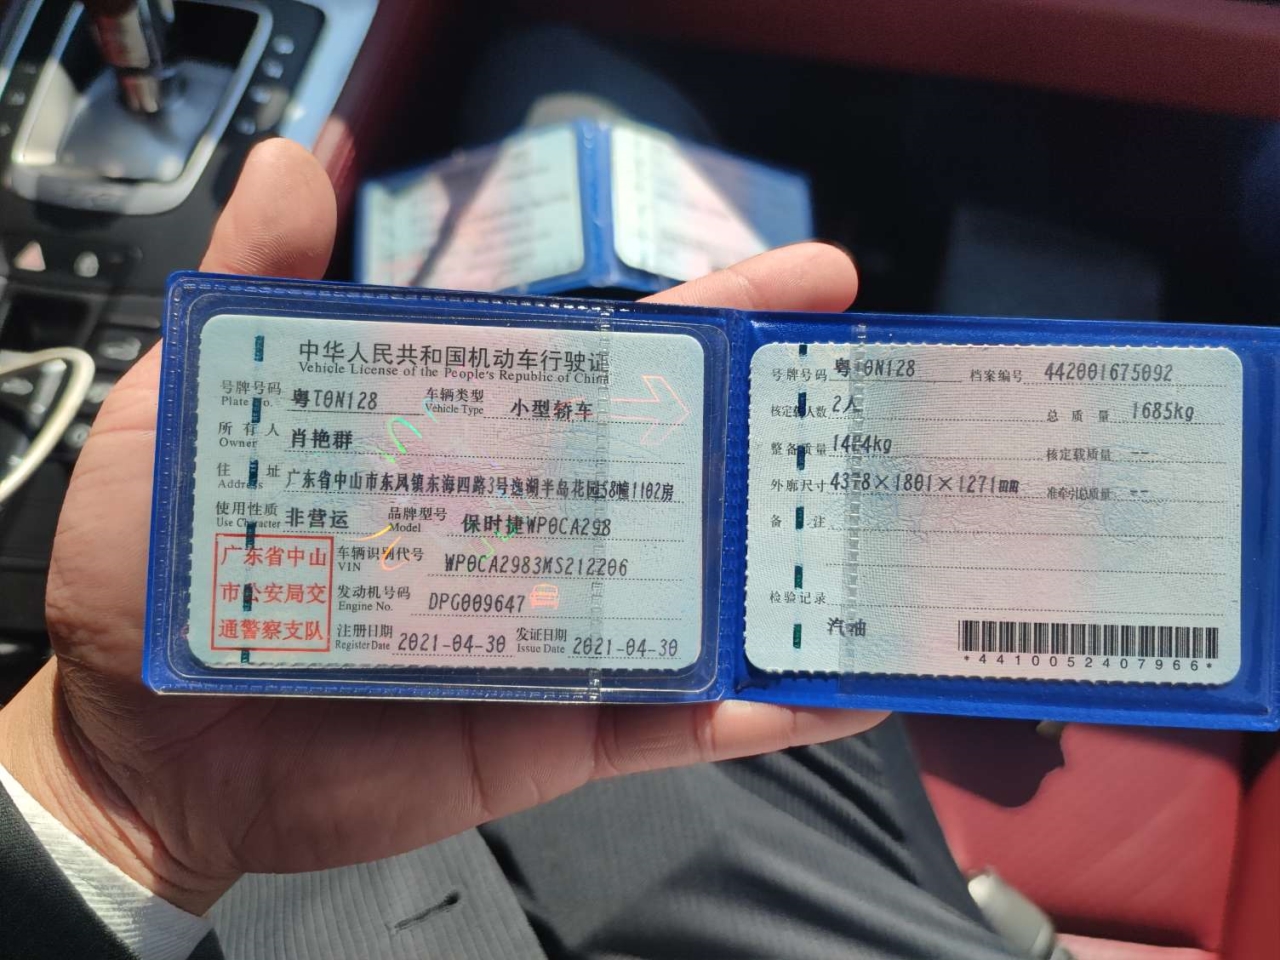 中华人民共和国机动车行驶证
Vehicle License of the People's Republic of China
号牌号码 粤T0N128 车辆类型 小型轿车
Plate No. Vehicle Type
所有人 肖艳群
Owner
住址 广东省中山市东凤镇东海四路3号逸湖半岛花园58幢1102房
Address
使用性质 非营运 品牌型号 保时捷WP0CA298
Use Character Model
广东省中山
市公安局交
通警察支队
车辆识别代号 WP0CA2983MS212206
VIN
发动机号码 DPG009647
Engine No.
注册日期 2021-04-30 发证日期 2021-04-30
Register Date Issue Date
号牌号码 粤T0N128 档案编号 442001675092
核定载人数 2人 总质量 1685kg
整备质量 kg 核定载质量 --
外廓尺寸 4378×1801×1271mm 准牵引总质量 --
备注
检验记录
汽油
*4410052407966*